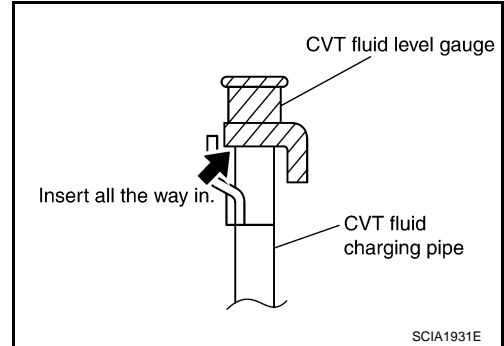 CVT fluid level gauge
Insert all the way in.
CVT fluid
charging pipe
SCIA1931E